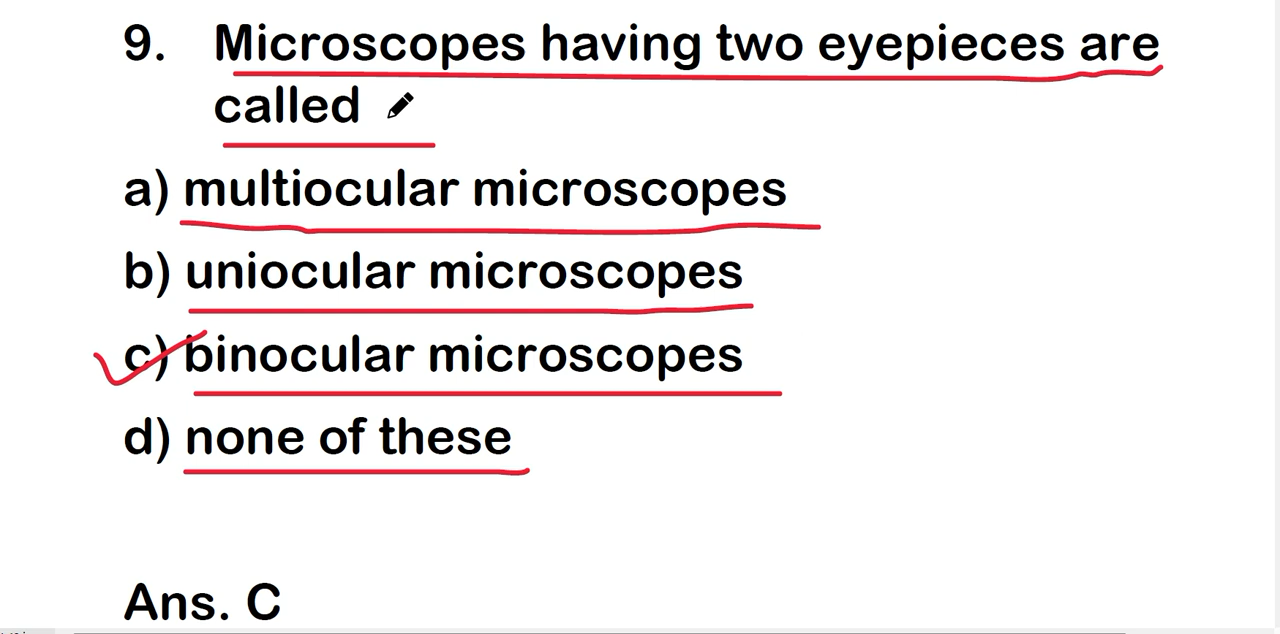 9. Microscopes having two eyepieces are
called
a) multiocular microscopes
b) uniocular microscopes
c) binocular microscopes
d) none of these
Ans. C